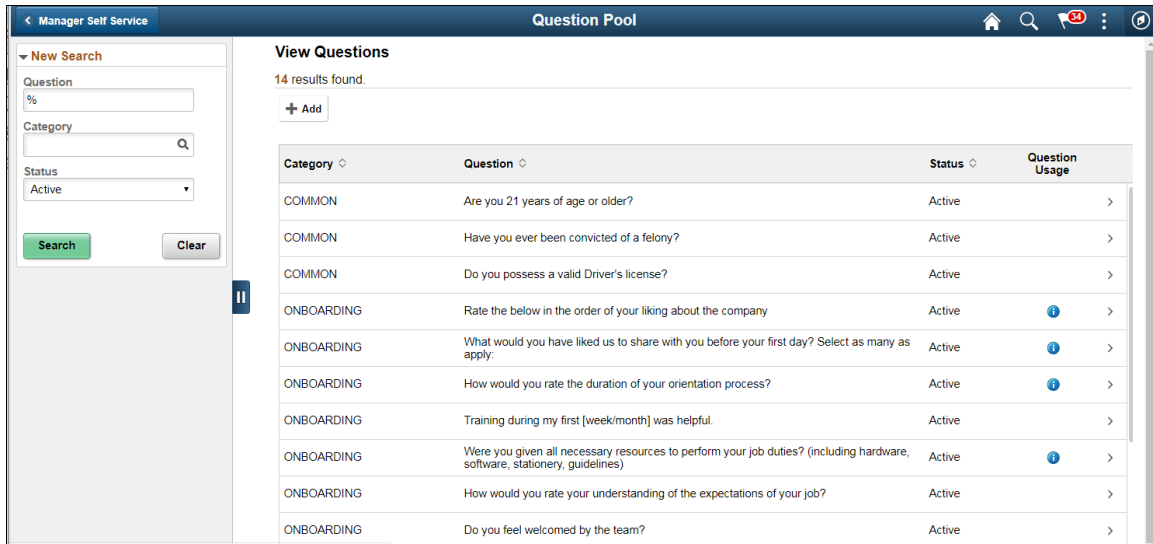 Manager Self Service
Question Pool
34
New Search
Question
%
Category
Status
Active
Search
Clear
View Questions
14 results found.
+ Add
Category Question Status Question Usage
COMMON Are you 21 years of age or older? Active
COMMON Have you ever been convicted of a felony? Active
COMMON Do you possess a valid Driver's license? Active
ONBOARDING Rate the below in the order of your liking about the company Active
ONBOARDING What would you have liked us to share with you before your first day? Select as many as
apply: Active
ONBOARDING How would you rate the duration of your orientation process? Active
ONBOARDING Training during my first [week/month] was helpful. Active
ONBOARDING Were you given all necessary resources to perform your job duties? (including hardware,
software, stationery, guidelines) Active
ONBOARDING How would you rate your understanding of the expectations of your job? Active
ONBOARDING Do you feel welcomed by the team? Active